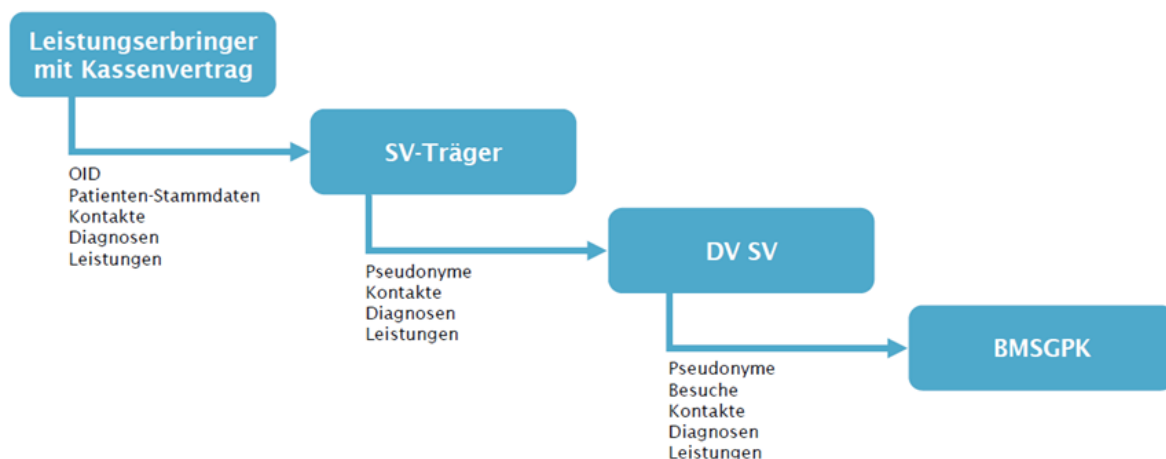 Leistungserbringer
mit Kassenvertrag
OID
Patienten-Stammdaten
Kontakte
Diagnosen
Leistungen
SV-Träger
Pseudonyme
Kontakte
Diagnosen
Leistungen
DV SV
Pseudonyme
Besuche
Kontakte
Diagnosen
Leistungen
BMSGPK